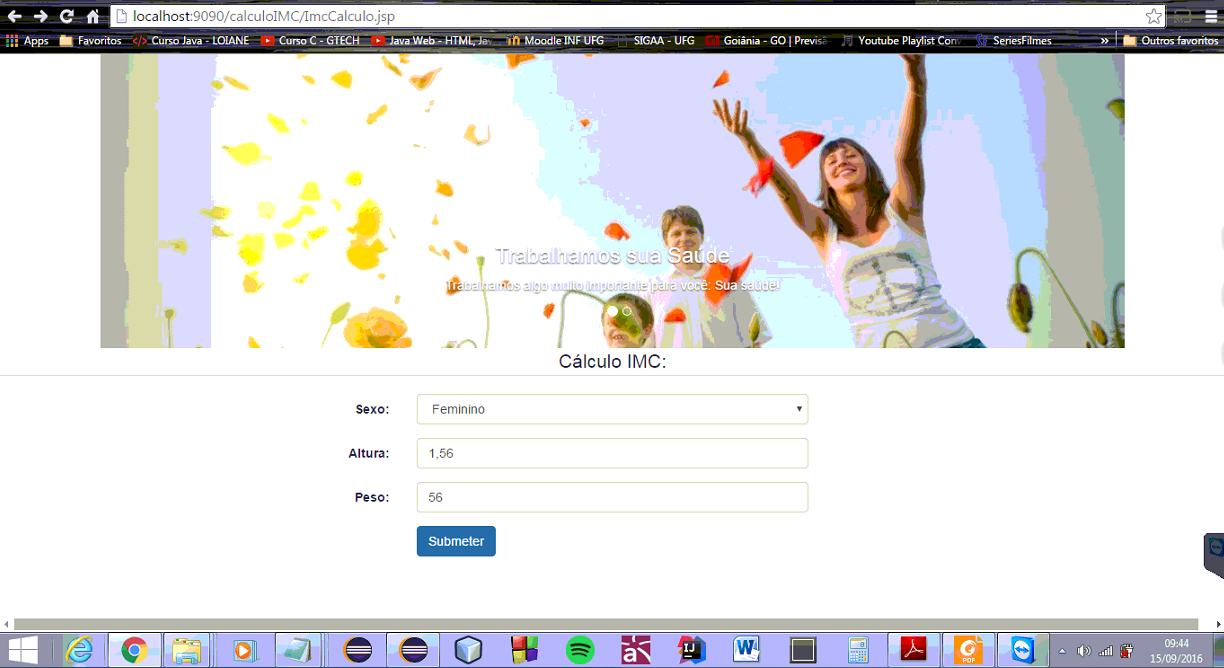 localhost:9090/calculoIMC/ImcCalculo.jsp
Apps Favoritos Curso Java - LOIANE Curso C - GTECH Java Web - HTML, Ja Moodle INF UFG SIGAA - UFG Goiânia - GO | Previsã Youtube Playlist Con SeriesFilmes » Outros favoritos
Trabalhamos sua Saúde
Trabalhamos algo muito importante para você: Sua saúde!
Cálculo IMC:
Sexo: Feminino
Altura: 1,56
Peso: 56
Submeter
09:44
15/09/2016